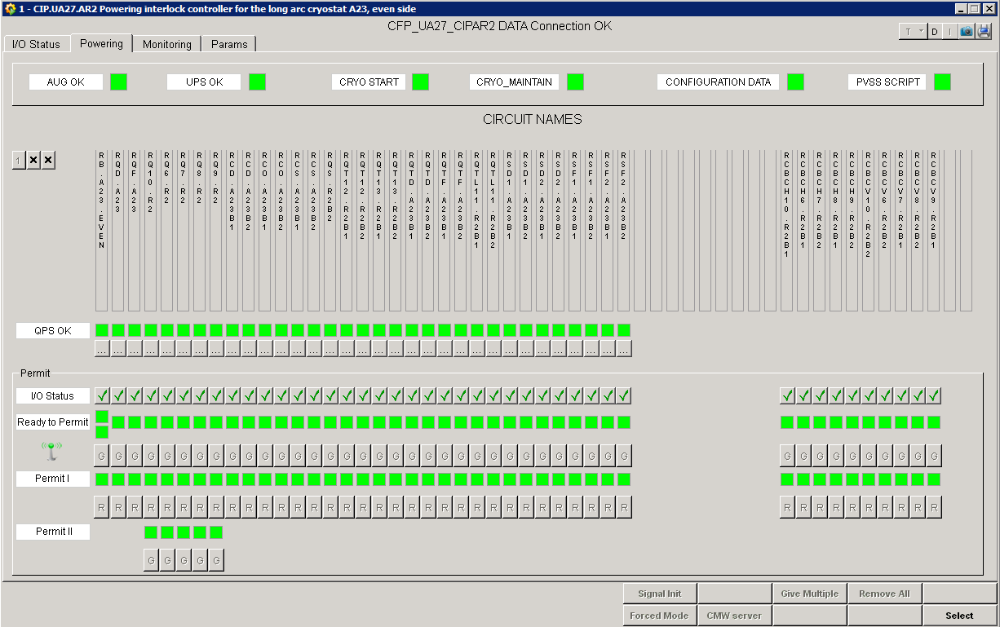 1 - CIP.UA27.AR2 Powering interlock controller for the long arc cryostat A23, even side
CFP_UA27_CIPAR2 DATA Connection OK
T D I
I/O Status Powering Monitoring Params
AUG OK UPS OK CRYO START CRYO_MAINTAIN CONFIGURATION DATA PVSS SCRIPT
CIRCUIT NAMES
1
RB.A23.EVEN
RQD.A23
RQF.A23
RQ10.R2
RQ6.R2
RQ7.R2
RQ8.R2
RQ9.R2
RCD.A23B1
RCD.A23B2
RCO.A23B1
RCO.A23B2
RCS.A23B1
RCS.A23B2
RQS.R2B2
RQT12.R2B1
RQT12.R2B2
RQT13.R2B1
RQT13.R2B2
RQTD.A23B1
RQTD.A23B2
RQTF.A23B1
RQTF.A23B2
RQTL11.R2B1
RQTL11.R2B2
RSD1.A23B1
RSD1.A23B2
RSD2.A23B1
RSD2.A23B2
RSF1.A23B1
RSF1.A23B2
RSF2.A23B1
RSF2.A23B2
RCBCH10.R2B1
RCBCH6.R2B1
RCBCH7.R2B2
RCBCH8.R2B1
RCBCH9.R2B2
RCBCV10.R2B2
RCBCV6.R2B2
RCBCV7.R2B1
RCBCV8.R2B2
RCBCV9.R2B1
QPS OK
... ... ... ... ... ... ... ... ... ... ... ... ... ... ... ... ... ... ... ... ... ... ... ... ... ... ... ... ... ... ... ... ...
Permit
I/O Status
Ready to Permit
G G G G G G G G G G G G G G G G G G G G G G G G G G G G G G G G G G G G G G G G G G G
Permit I
R R R R R R R R R R R R R R R R R R R R R R R R R R R R R R R R R R R R R R R R R R R
Permit II
G G G G G
Signal Init Give Multiple Remove All
Forced Mode CMW server Select